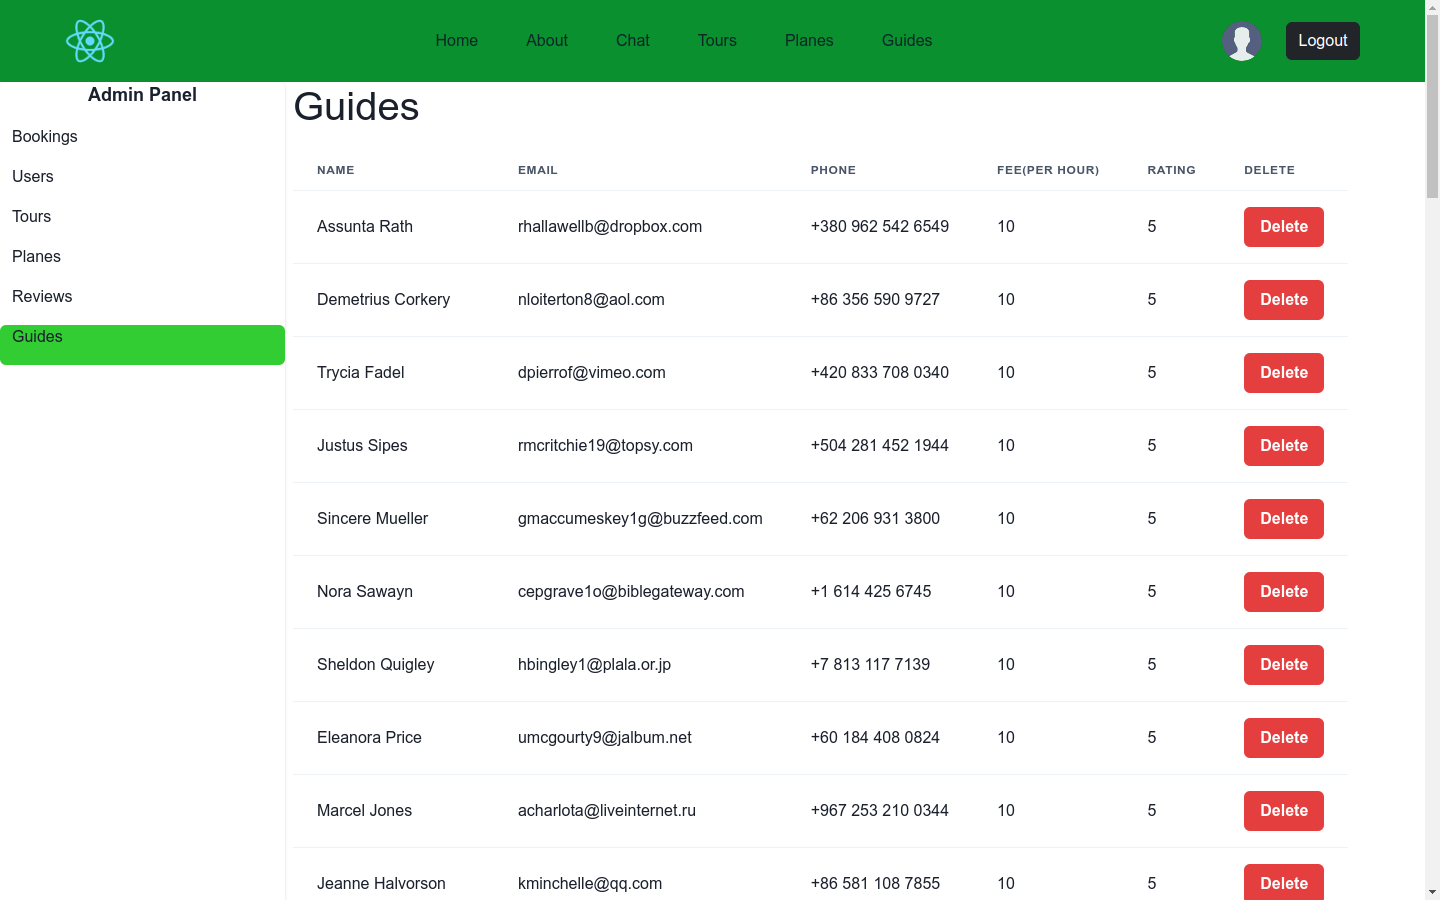 Home About Chat Tours Planes Guides Logout
Admin Panel
Bookings
Users
Tours
Planes
Reviews
Guides
Guides
NAME EMAIL PHONE FEE(PER HOUR) RATING DELETE
Assunta Rath rhallawellb@dropbox.com +380 962 542 6549 10 5 Delete
Demetrius Corkery nloiterton8@aol.com +86 356 590 9727 10 5 Delete
Trycia Fadel dpierrof@vimeo.com +420 833 708 0340 10 5 Delete
Justus Sipes rmcritchie19@topsy.com +504 281 452 1944 10 5 Delete
Sincere Mueller gmaccumeskey1g@buzzfeed.com +62 206 931 3800 10 5 Delete
Nora Sawayn cepgrave1o@biblegateway.com +1 614 425 6745 10 5 Delete
Sheldon Quigley hbingley1@plala.or.jp +7 813 117 7139 10 5 Delete
Eleanora Price umcgourty9@jalbum.net +60 184 408 0824 10 5 Delete
Marcel Jones acharlota@liveinternet.ru +967 253 210 0344 10 5 Delete
Jeanne Halvorson kminchelle@qq.com +86 581 108 7855 10 5 Delete